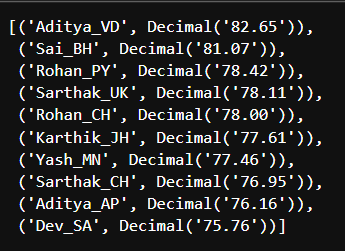 [('Aditya_VD', Decimal('82.65')),
('Sai_BH', Decimal('81.07')),
('Rohan_PY', Decimal('78.42')),
('Sarthak_UK', Decimal('78.11')),
('Rohan_CH', Decimal('78.00')),
('Karthik_JH', Decimal('77.61')),
('Yash_MN', Decimal('77.46')),
('Sarthak_CH', Decimal('76.95')),
('Aditya_AP', Decimal('76.16')),
('Dev_SA', Decimal('75.76'))]